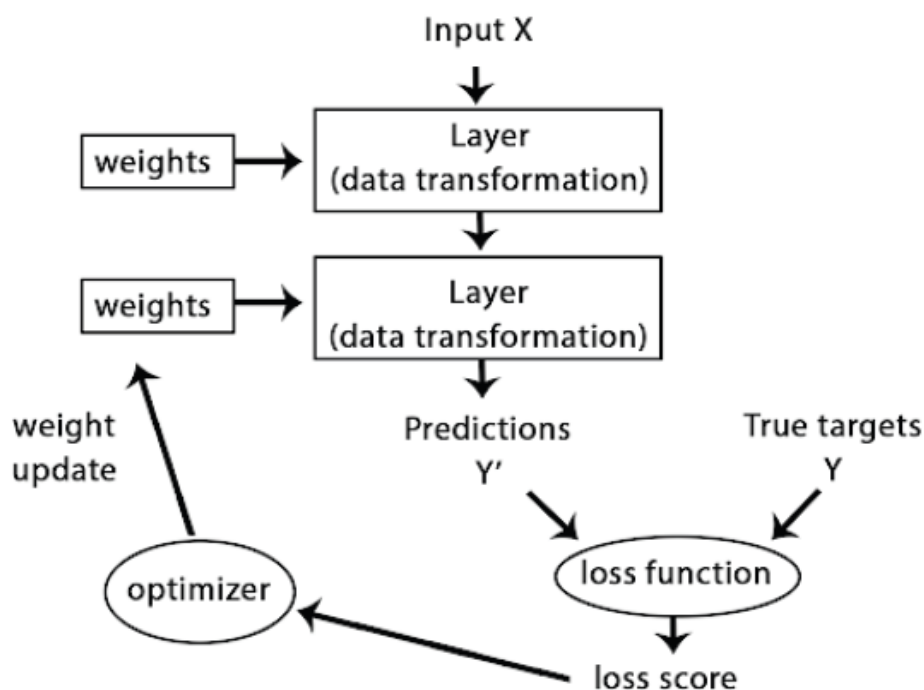 Input X
weights
Layer
(data transformation)
weights
Layer
(data transformation)
weight
update
Predictions
Y'
True targets
Y
optimizer
loss function
loss score